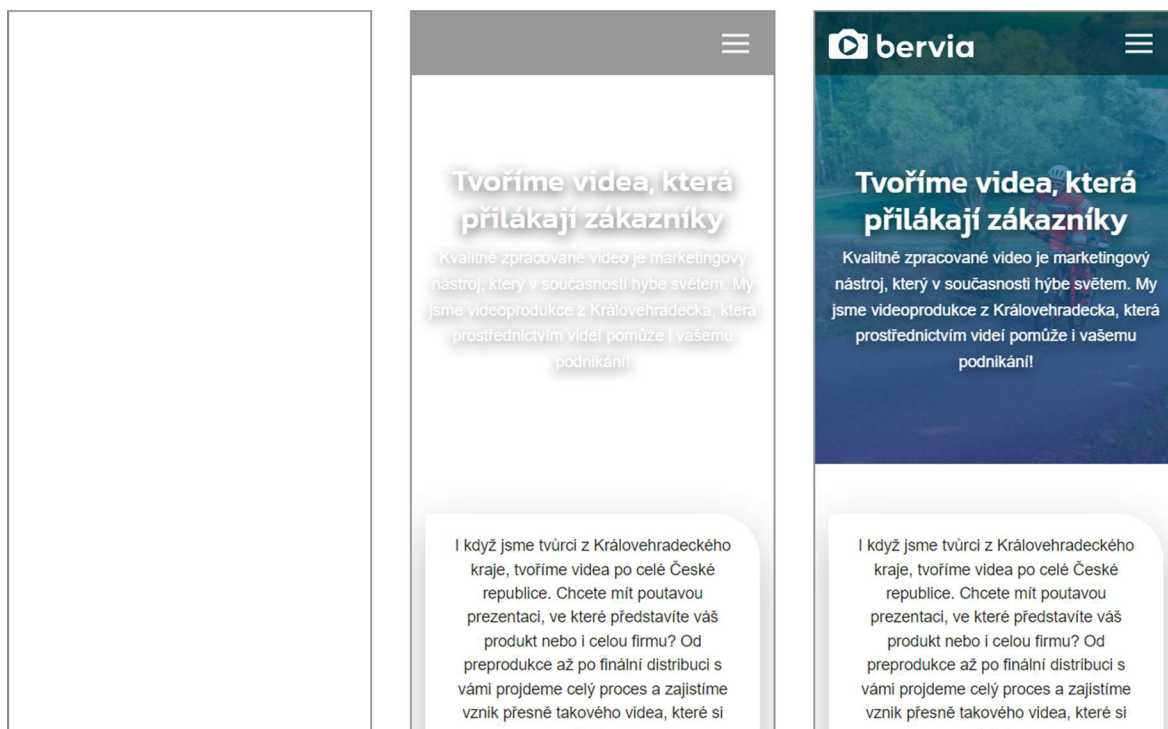 Tvoříme videa, která
přilákají zákazníky
Kvalitně zpracované video je marketingový
nástroj, který v současnosti hýbe světem. My
jsme videoprodukce z Královehradecka, která
prostřednictvím videí pomůže i vašemu
podnikání!
I když jsme tvůrci z Královehradeckého
kraje, tvoříme videa po celé České
republice. Chcete mít poutavou
prezentaci, ve které představíte váš
produkt nebo i celou firmu? Od
preprodukce až po finální distribuci s
vámi projdeme celý proces a zajistíme
vznik přesně takového videa, které si
bervia
Tvoříme videa, která
přilákají zákazníky
Kvalitně zpracované video je marketingový
nástroj, který v současnosti hýbe světem. My
jsme videoprodukce z Královehradecka, která
prostřednictvím videí pomůže i vašemu
podnikání!
I když jsme tvůrci z Královehradeckého
kraje, tvoříme videa po celé České
republice. Chcete mít poutavou
prezentaci, ve které představíte váš
produkt nebo i celou firmu? Od
preprodukce až po finální distribuci s
vámi projdeme celý proces a zajistíme
vznik přesně takového videa, které si